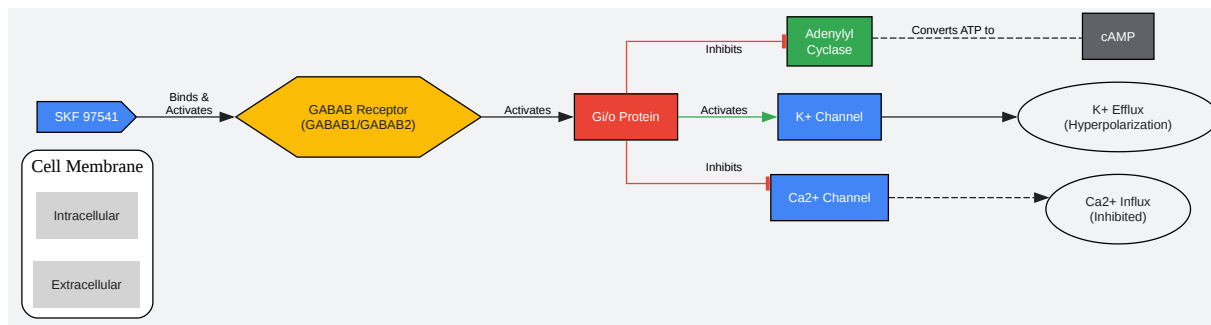 SKF 97541
Binds &
Activates
GABAB Receptor
(GABAB1/GABAB2)
Activates
Gi/o Protein
Inhibits
Adenylyl
Cyclase
Converts ATP to
cAMP
Activates
K+ Channel
K+ Efflux
(Hyperpolarization)
Inhibits
Ca2+ Channel
Ca2+ Influx
(Inhibited)
Cell Membrane
Intracellular
Extracellular